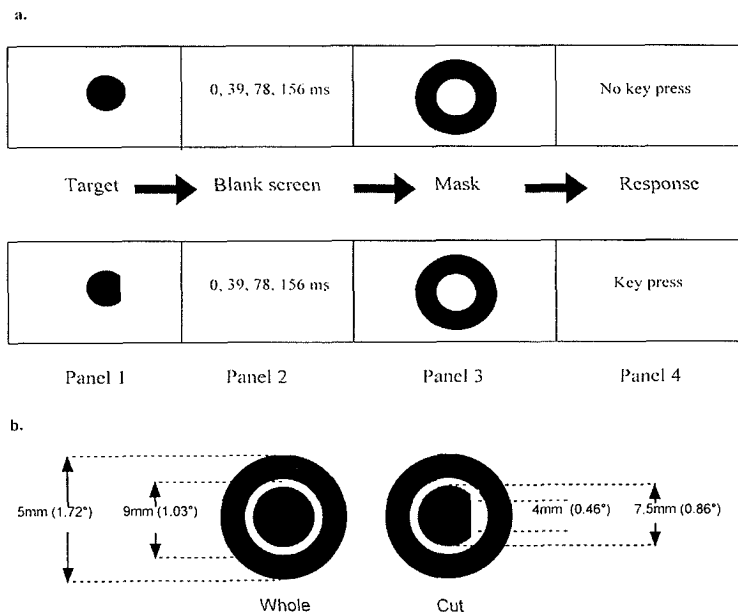 a.
0, 39, 78, 156 ms No key press
Target Blank screen Mask Response
0, 39, 78, 156 ms Key press
Panel 1 Panel 2 Panel 3 Panel 4
b.
5mm (1.72°) 9mm (1.03°) 4mm (0.46°) 7.5mm (0.86°)
Whole Cut